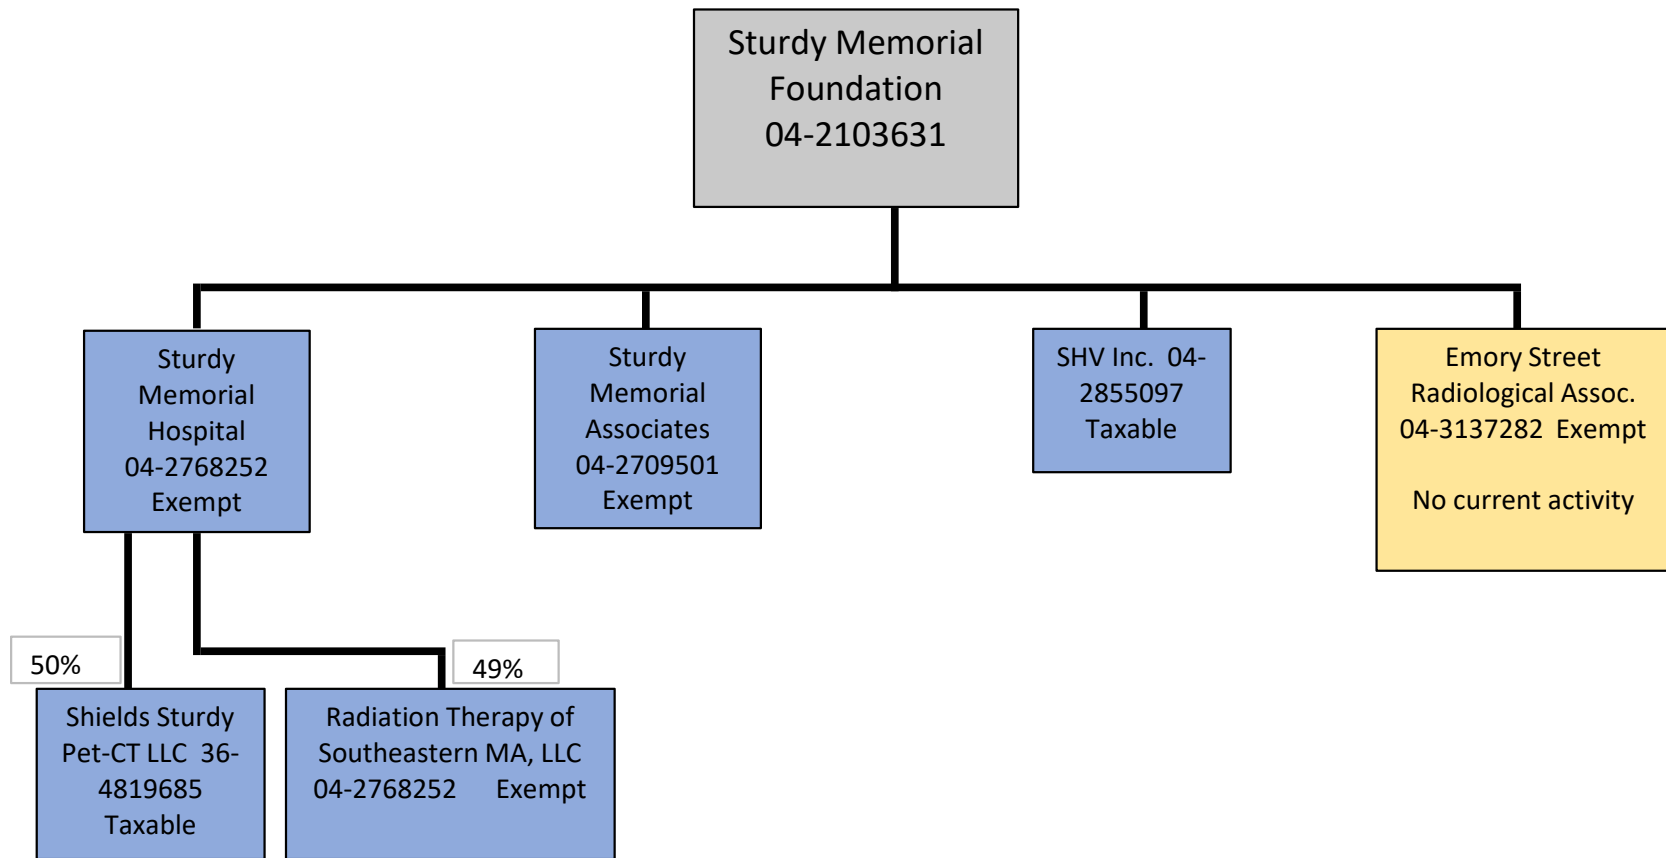 Sturdy Memorial
Foundation
04-2103631
Sturdy
Memorial
Hospital
04-2768252
Exempt
Sturdy
Memorial
Associates
04-2709501
Exempt
SHV Inc.  04-
2855097
Taxable
Emory Street
Radiological Assoc.
04-3137282  Exempt
No current activity
50%
49%
Shields Sturdy
Pet-CT LLC  36-
4819685
Taxable
Radiation Therapy of
Southeastern MA, LLC
04-2768252      Exempt